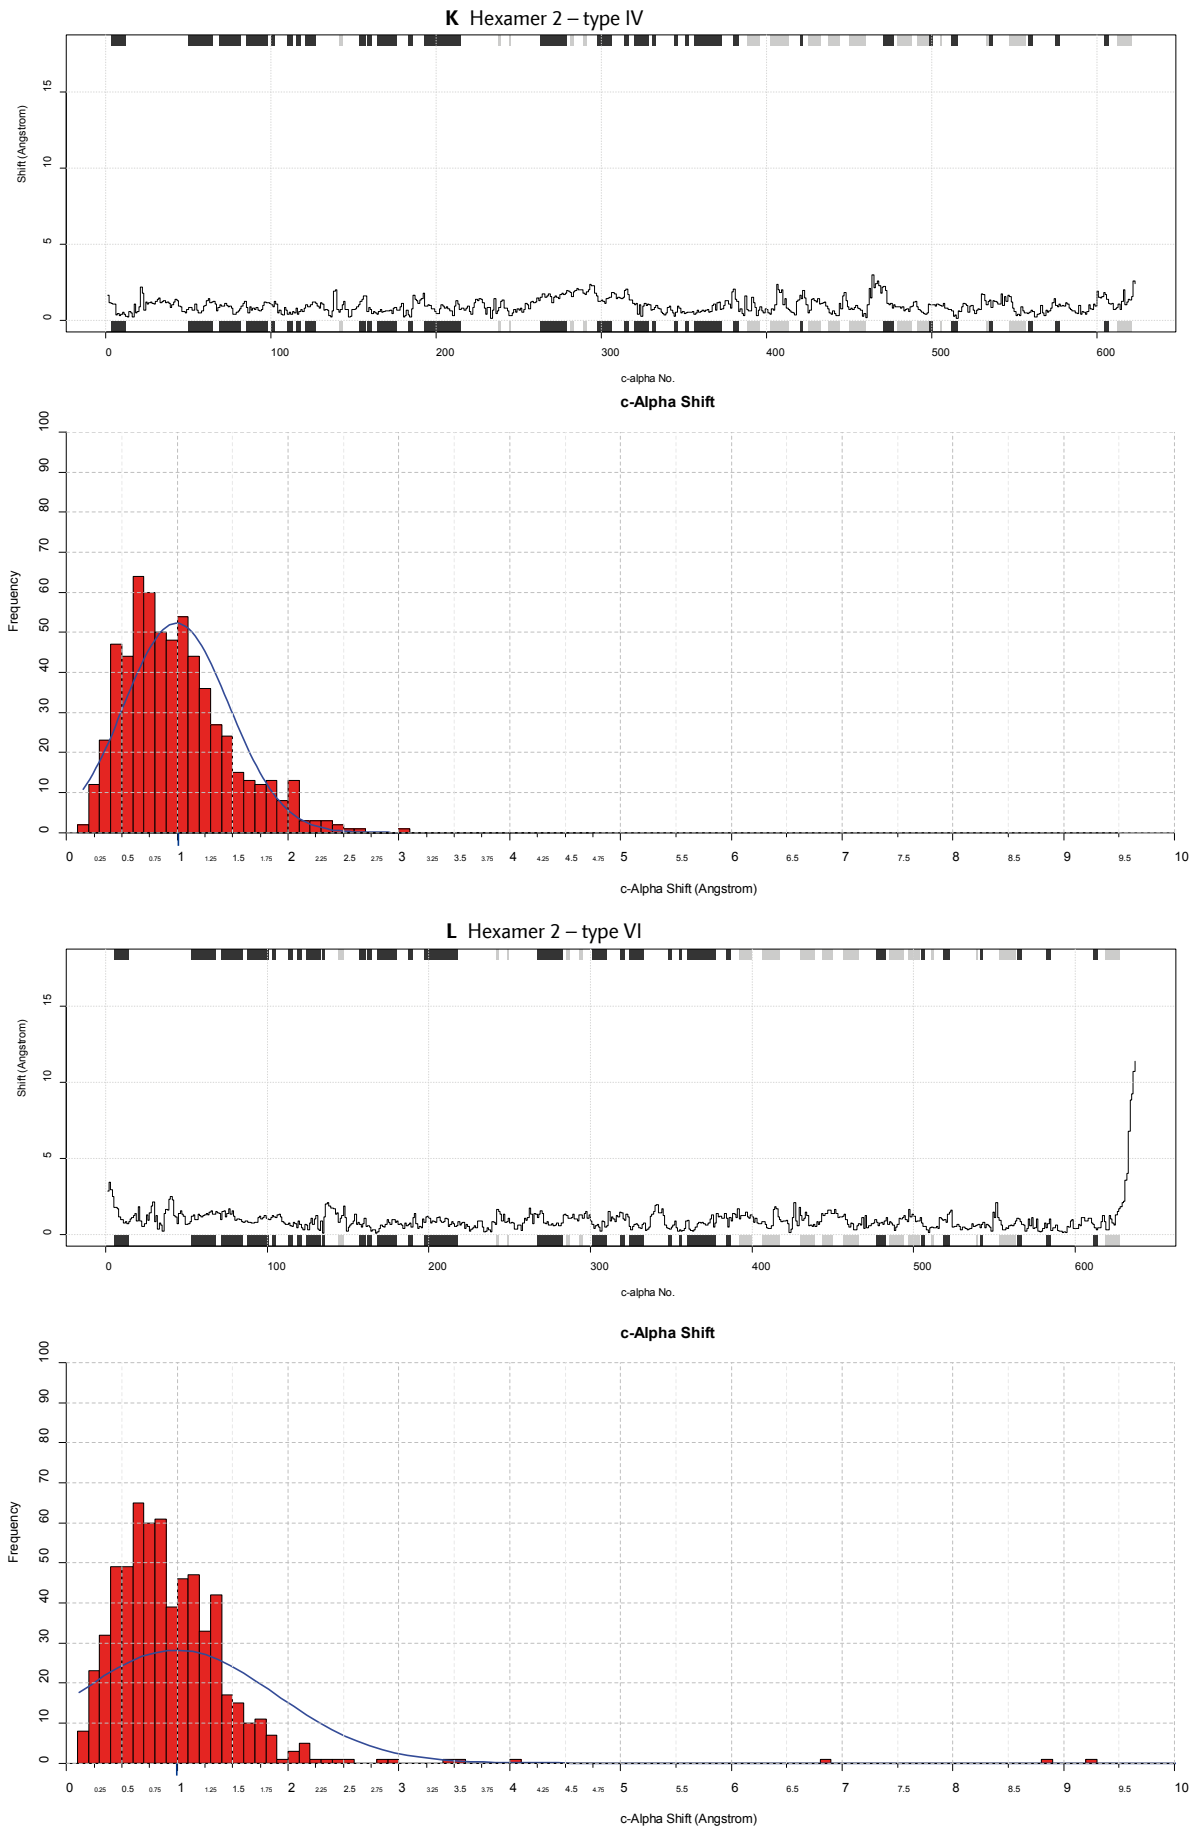 K Hexamer 2 – type IV
Shift (Angstrom)
15
10
5
0
0 100 200 300 400 500 600
c-alpha No.
c-Alpha Shift
Frequency
100
90
80
70
60
50
40
30
20
10
0
0 0.25 0.5 0.75 1 1.25 1.5 1.75 2 2.25 2.5 2.75 3 3.25 3.5 3.75 4 4.25 4.5 4.75 5 5.5 6 6.5 7 7.5 8 8.5 9 9.5 10
c-Alpha Shift (Angstrom)
L Hexamer 2 – type VI
Shift (Angstrom)
15
10
5
0
0 100 200 300 400 500 600
c-alpha No.
c-Alpha Shift
Frequency
100
90
80
70
60
50
40
30
20
10
0
0 0.25 0.5 0.75 1 1.25 1.5 1.75 2 2.25 2.5 2.75 3 3.25 3.5 3.75 4 4.25 4.5 4.75 5 5.5 6 6.5 7 7.5 8 8.5 9 9.5 10
c-Alpha Shift (Angstrom)